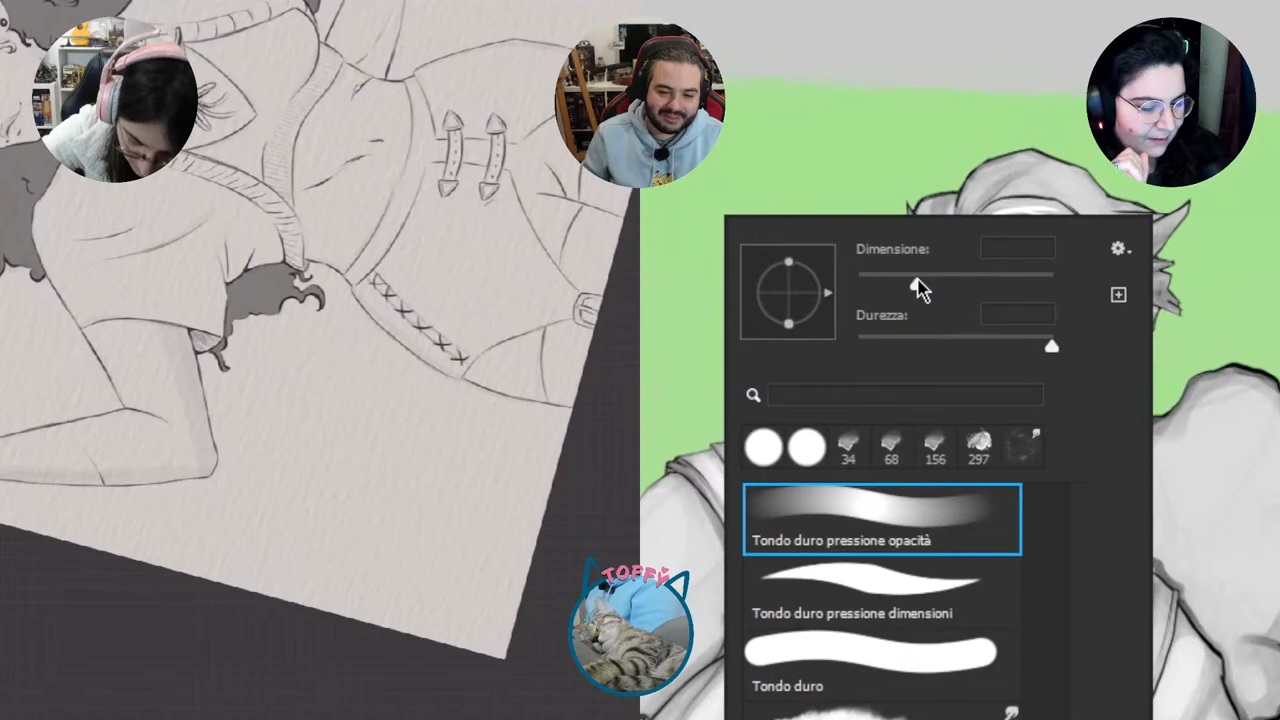 Dimensione:
Durezza:
34 68 156 297
Tondo duro pressione opacità
Tondo duro pressione dimensioni
Tondo duro
TOFFY